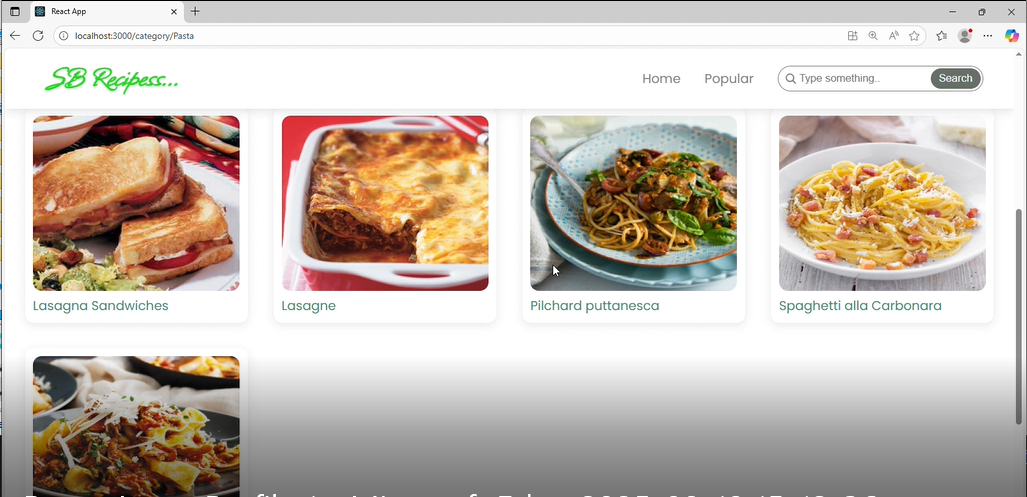 React App
localhost:3000/category/Pasta
SB Recipess...
Home
Popular
Type something..
Search
Lasagna Sandwiches
Lasagne
Pilchard puttanesca
Spaghetti alla Carbonara